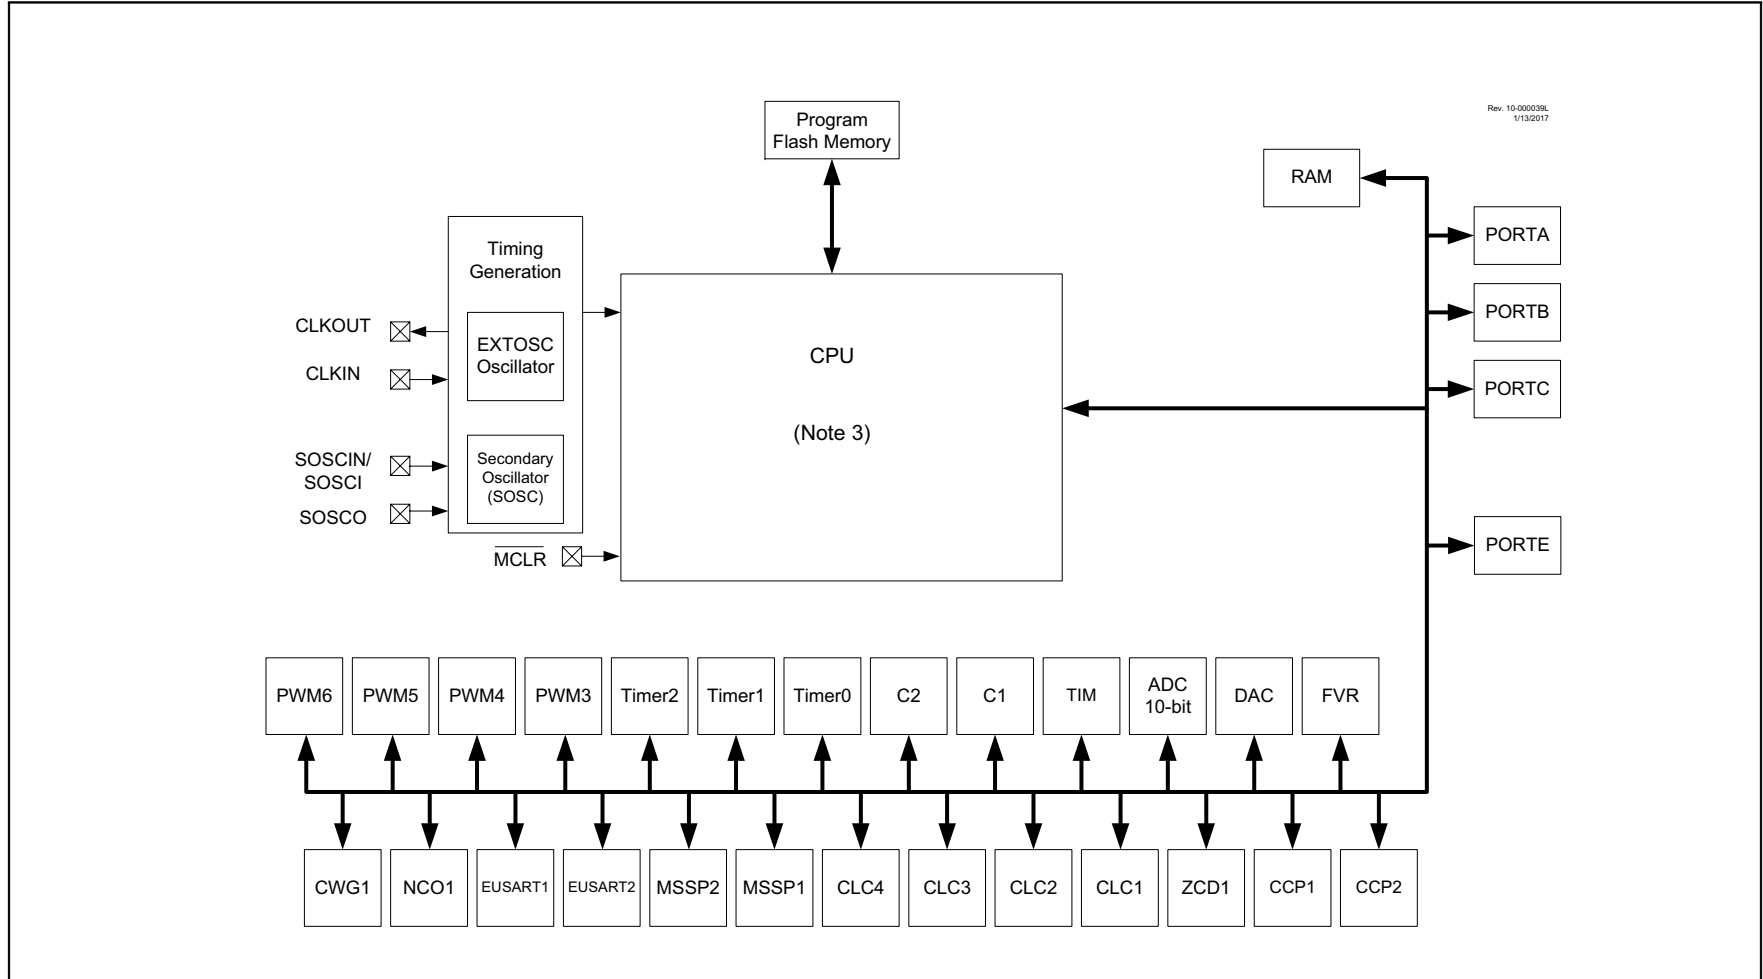 Rev. 10-000039L
1/13/2017
Program
Flash Memory
RAM
PORTA
PORTB
PORTC
PORTE
Timing
Generation
EXTOSC
Oscillator
Secondary
Oscillator
(SOSC)
CLKOUT
CLKIN
SOSCIN/
SOSCI
SOSCO
MCLR
CPU
(Note 3)
PWM6
PWM5
PWM4
PWM3
Timer2
Timer1
Timer0
C2
C1
TIM
ADC
10-bit
DAC
FVR
CWG1
NCO1
EUSART1
EUSART2
MSSP2
MSSP1
CLC4
CLC3
CLC2
CLC1
ZCD1
CCP1
CCP2